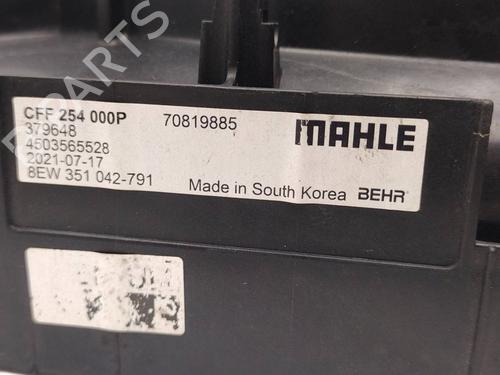 CFF 254 000P 70819885
MAHLE
379648
4503565528
2021-07-17
8EW 351 042-791 Made in South Korea BEHR
PARTS